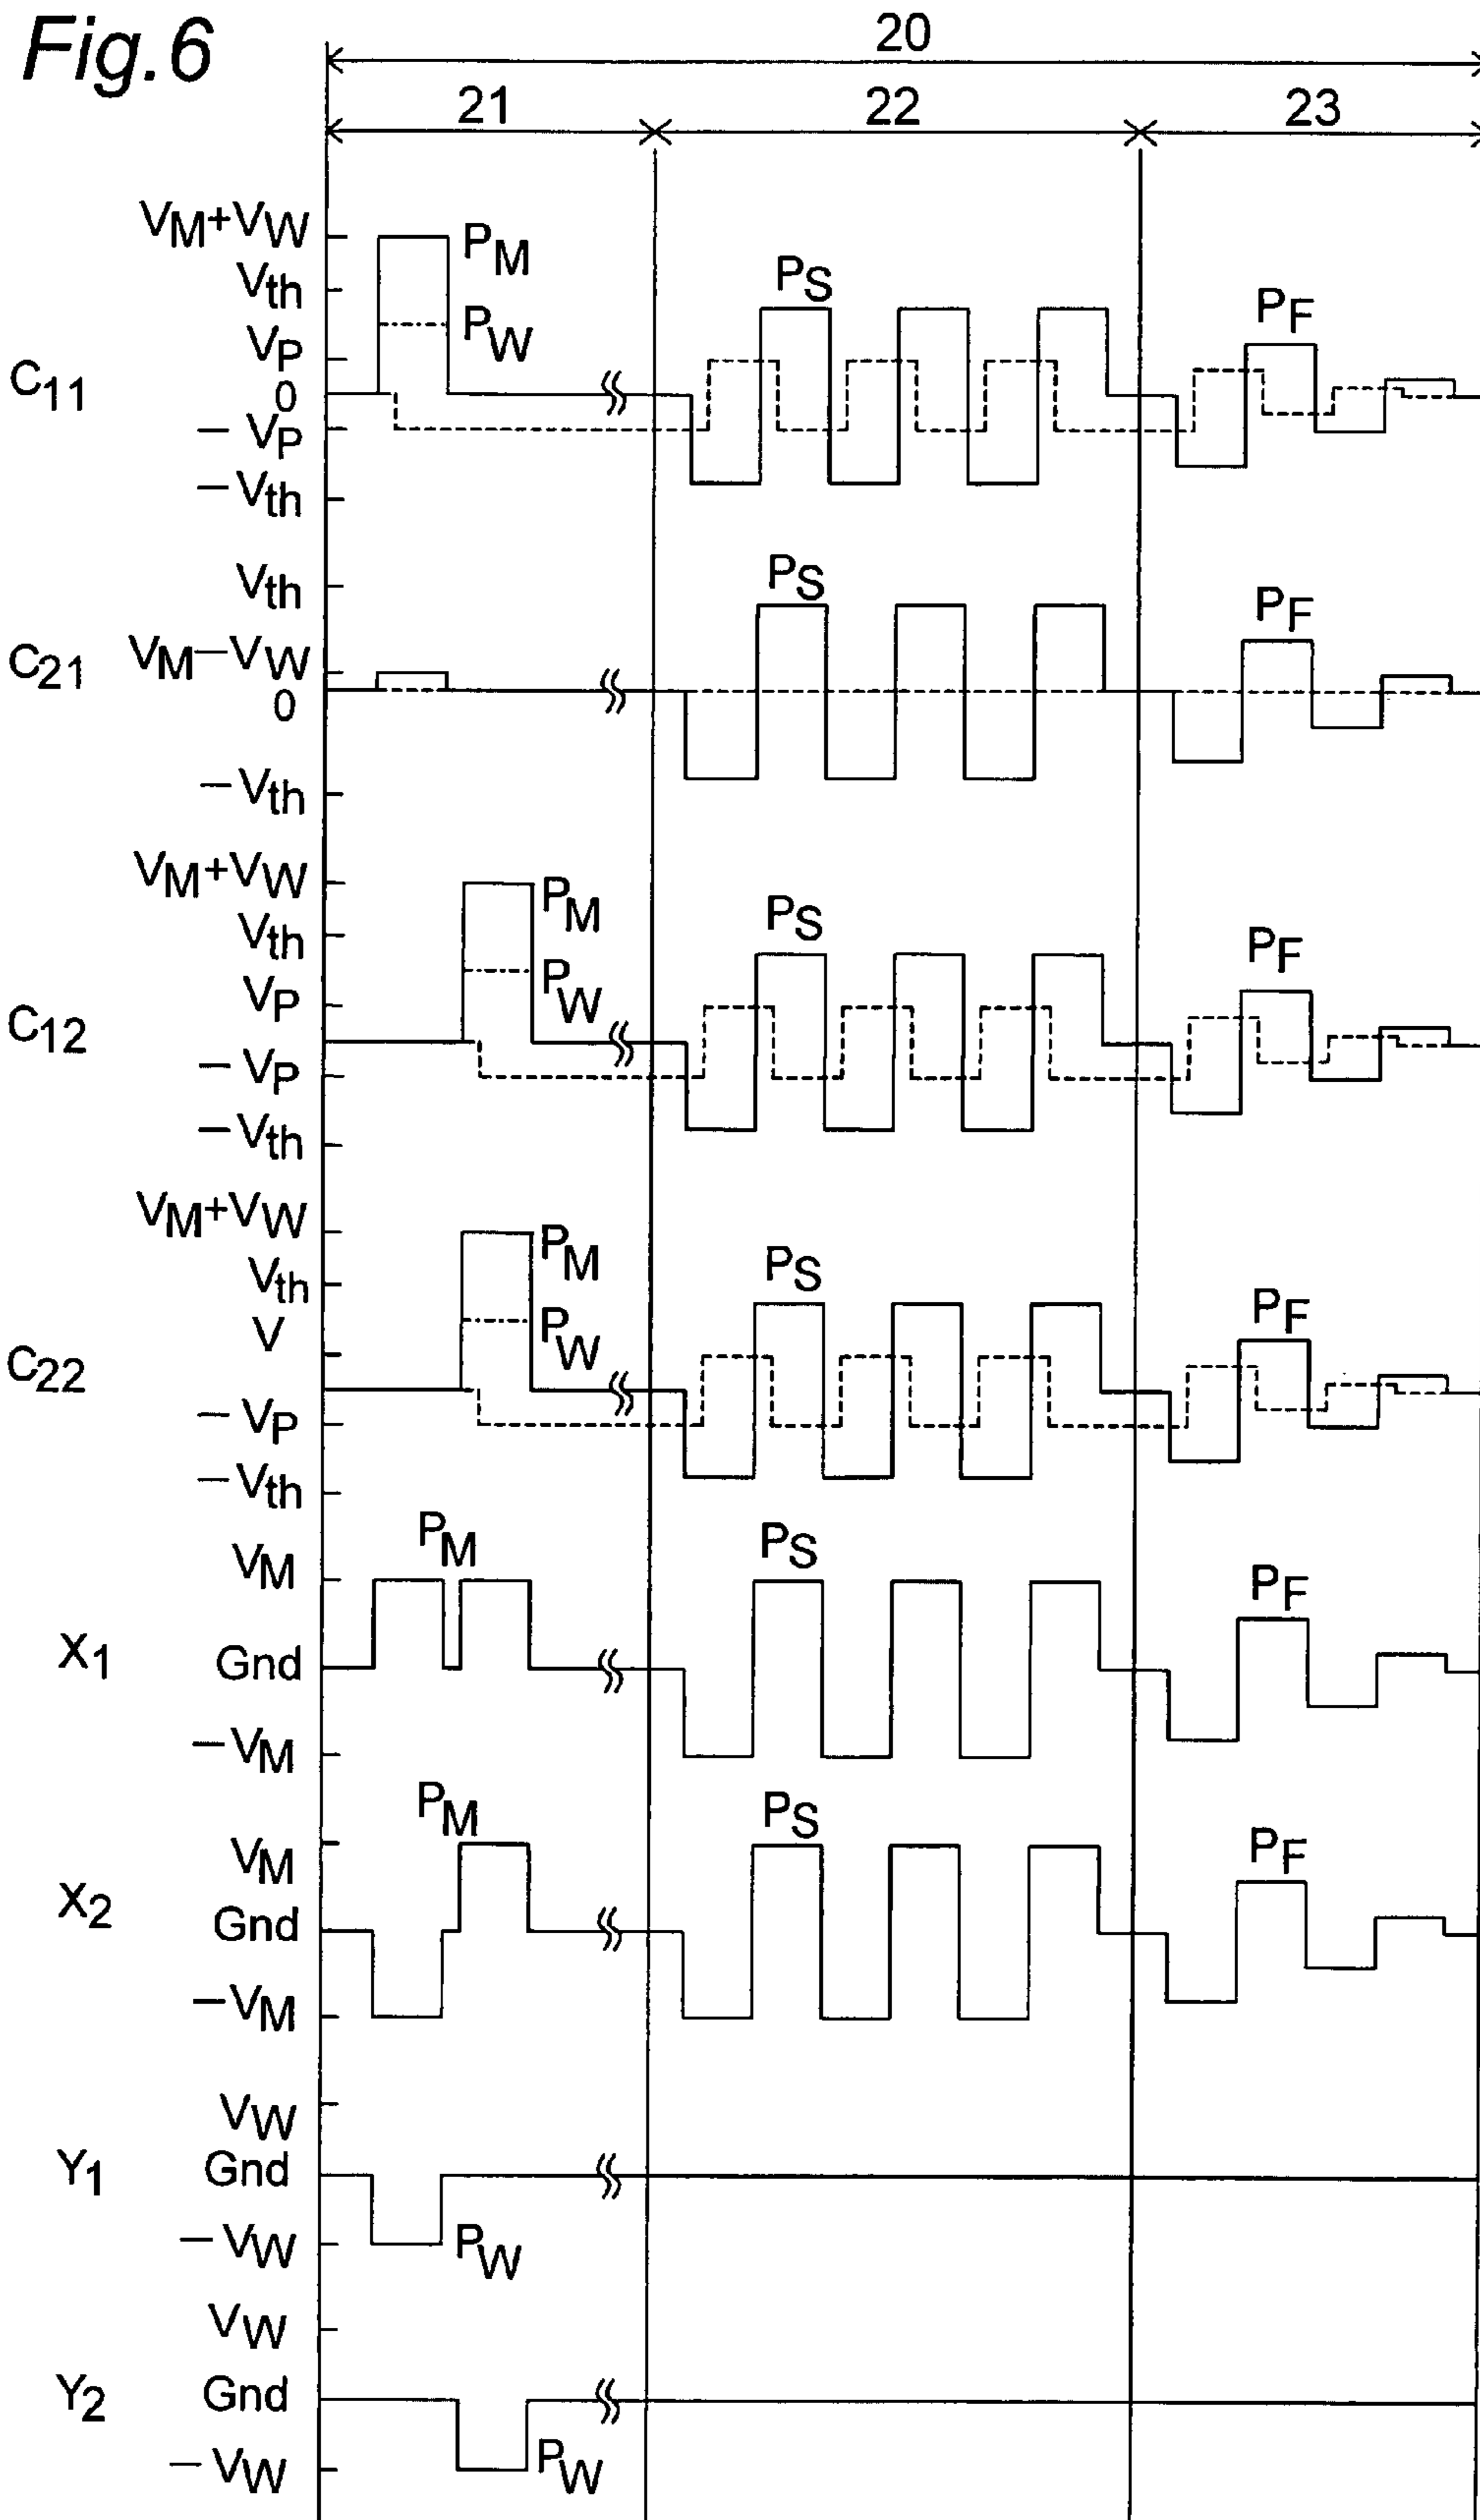 Fig.6
20
21 22 23
VM+VW
PM
Vth
PS
PF
PW
VP
C11
0
−VP
−Vth
Vth
PS
PF
C21
VM−VW
0
−Vth
VM+VW
PM
Vth
PS
PF
VP
PW
C12
−VP
−Vth
VM+VW
PM
Vth
PS
PF
V
PW
C22
−VP
−Vth
PM
PS
VM
PF
X1
Gnd
−VM
PM
PS
VM
PF
X2
Gnd
−VM
VW
Y1
Gnd
−VW
PW
VW
Y2
Gnd
−VW
PW